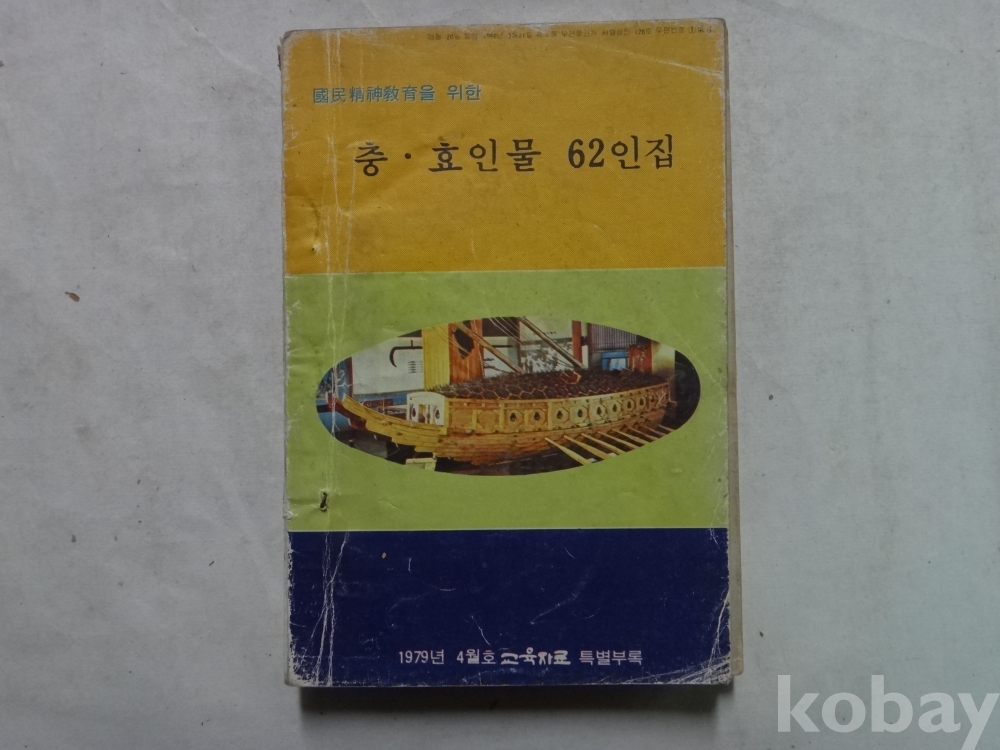 國民精神敎育을 위한
충·효인물 62인집
1979년 4월호 교육자료 특별부록
kobay